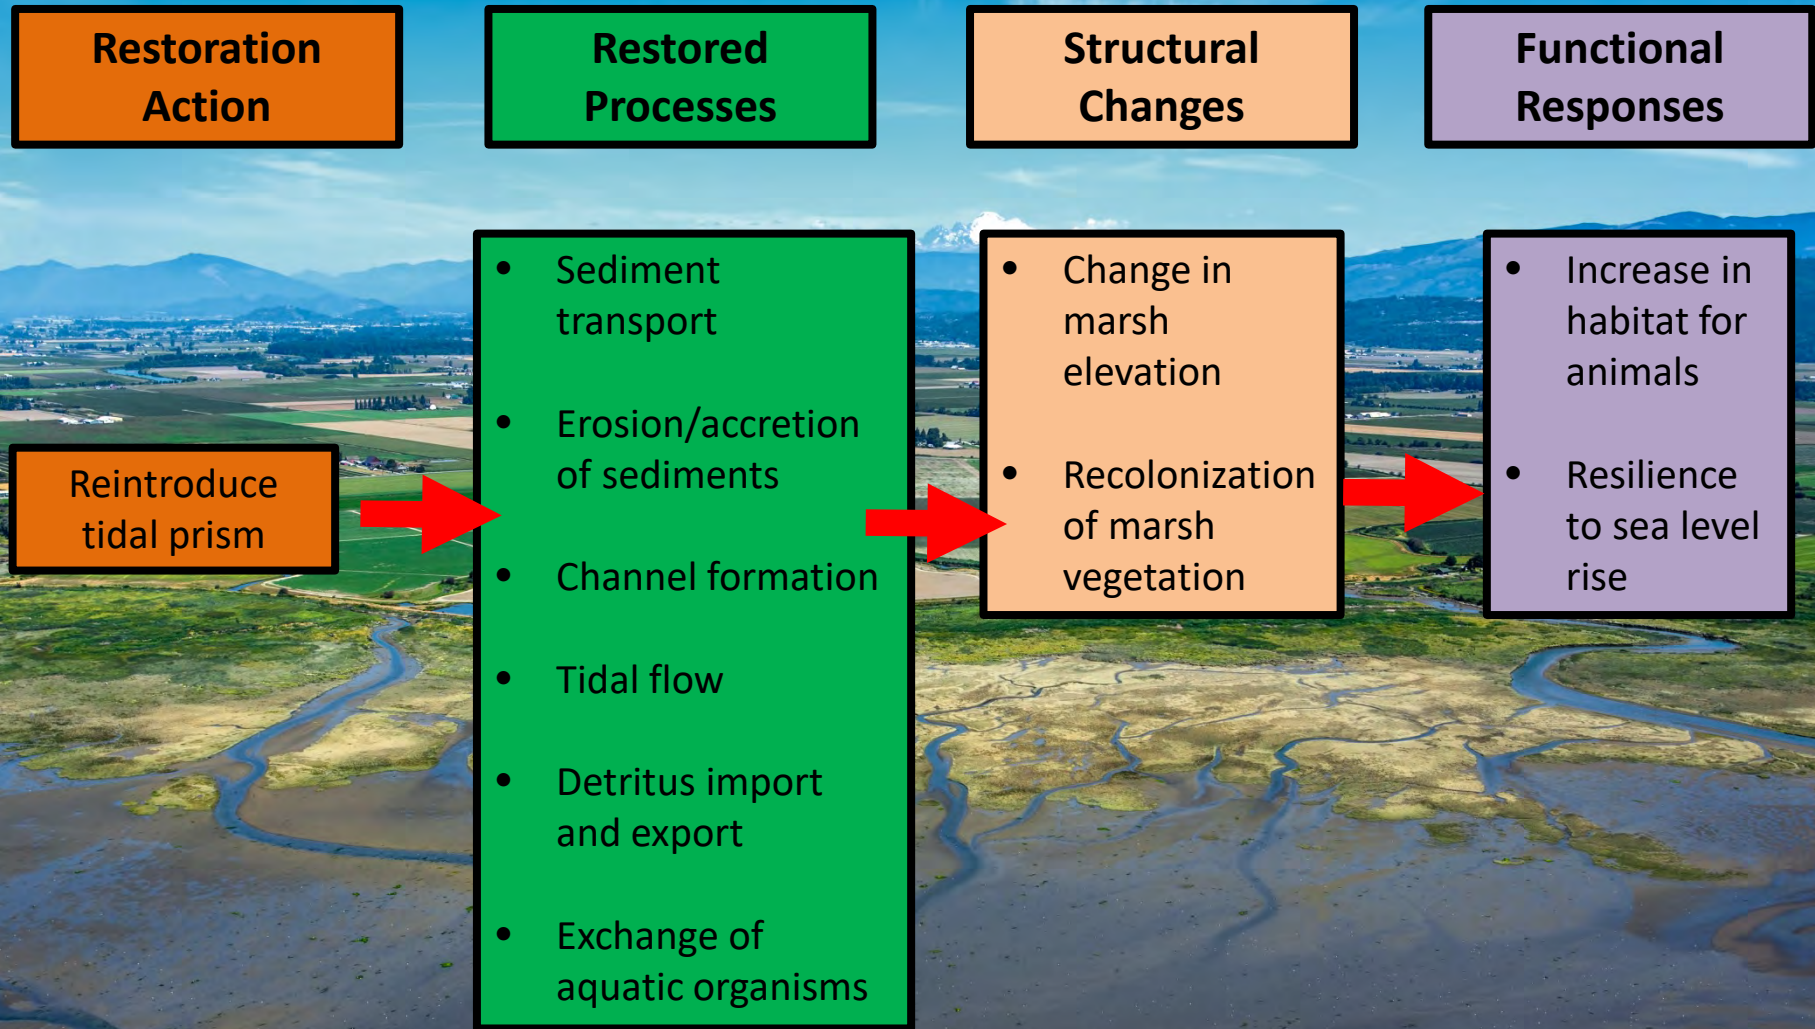 Restoration
Action
Restored
Processes
Structural
Changes
Functional
Responses
Reintroduce
tidal prism
• Sediment
transport
• Erosion/accretion
of sediments
• Channel formation
• Tidal flow
• Detritus import
and export
• Exchange of
aquatic organisms
• Change in
marsh
elevation
• Recolonization
of marsh
vegetation
• Increase in
habitat for
animals
• Resilience
to sea level
rise